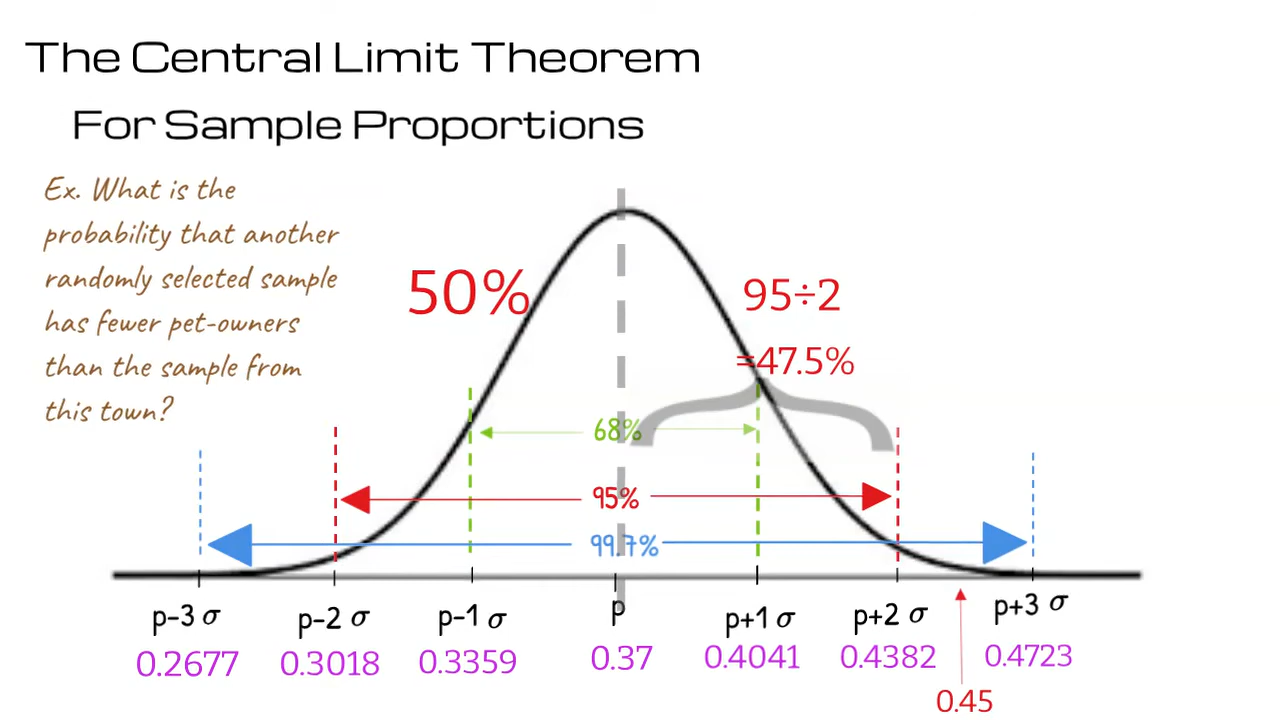 The Central Limit Theorem
For Sample Proportions
Ex. What is the
probability that another
randomly selected sample
has fewer pet-owners
than the sample from
this town?
50%
95÷2
=47.5%
68%
95%
99.7%
p-3 σ p-2 σ p-1 σ p p+1 σ p+2 σ p+3 σ
0.2677 0.3018 0.3359 0.37 0.4041 0.4382 0.4723
0.45